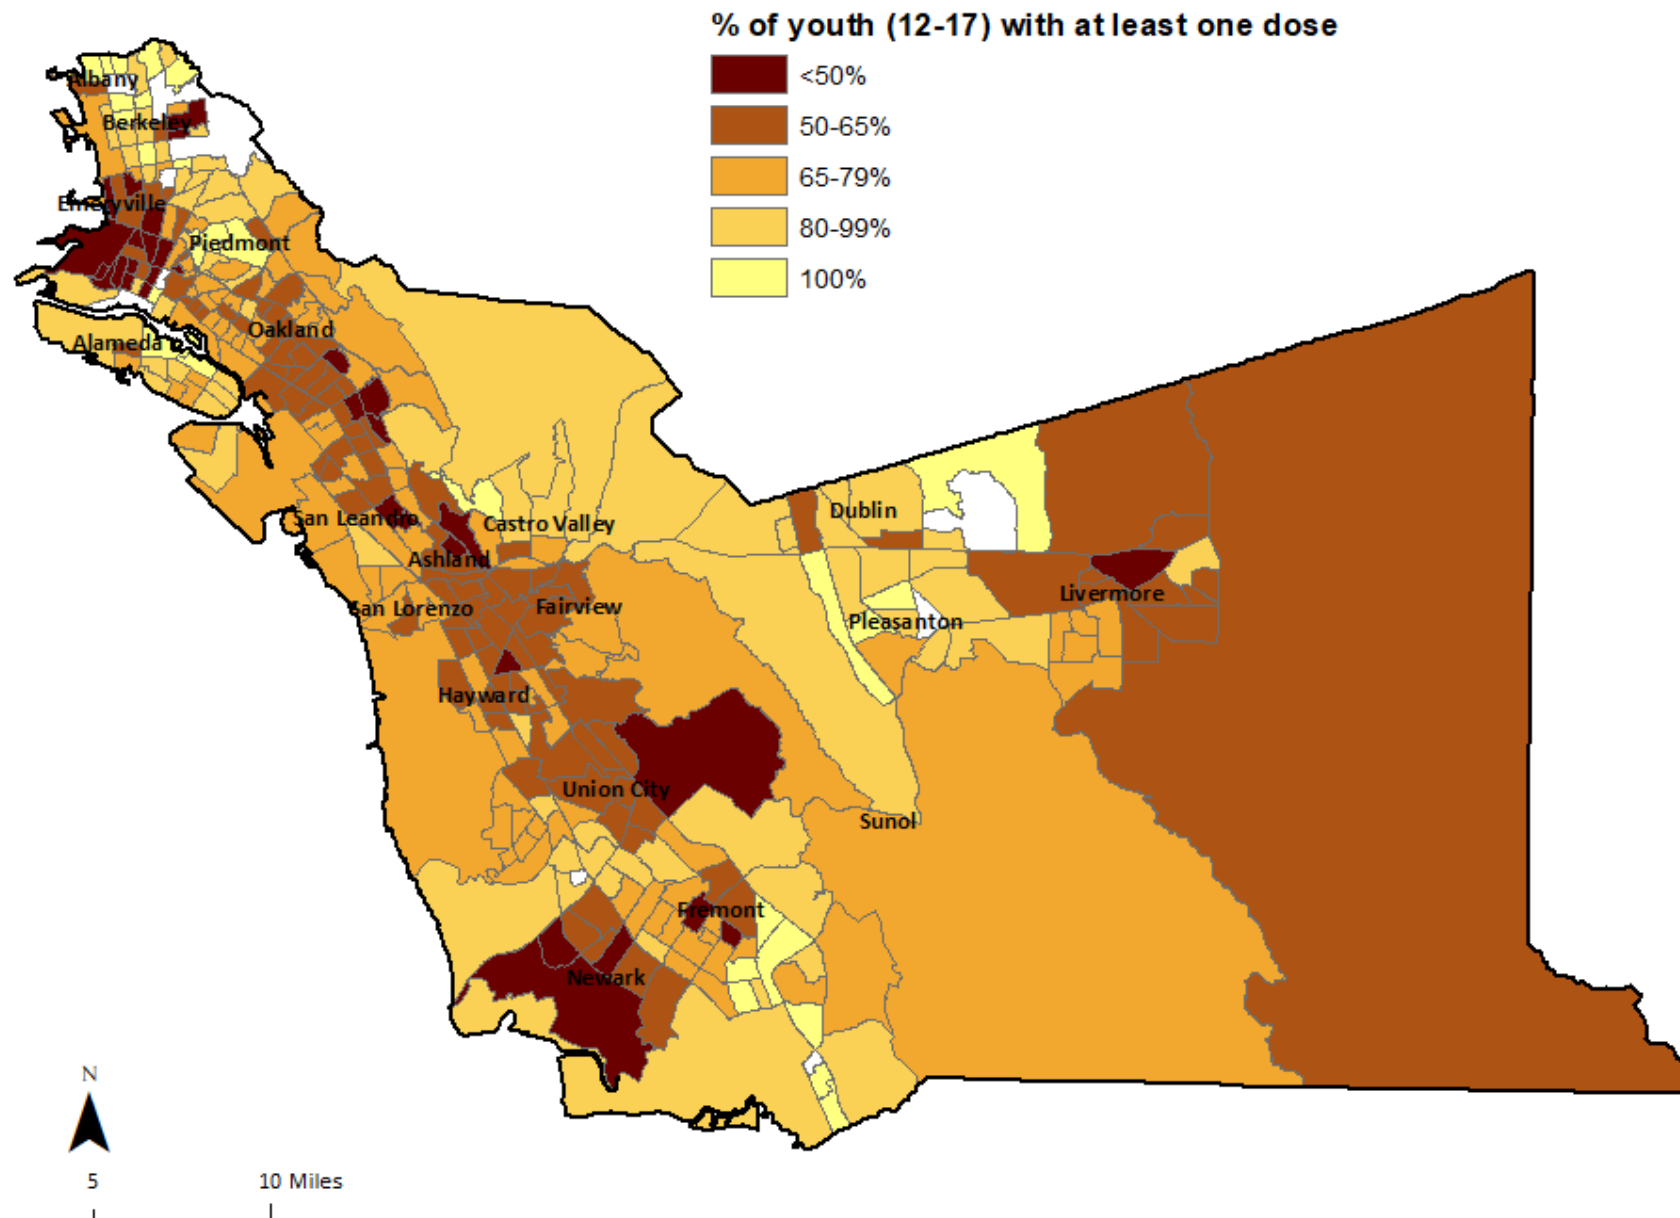 % of youth (12-17) with at least one dose
<50%
50-65%
65-79%
80-99%
100%
Albany
Berkeley
Emeryville
Piedmont
Oakland
Alameda
San Leandro
Castro Valley
Dublin
Ashland
Livermore
San Lorenzo
Fairview
Pleasanton
Hayward
Union City
Sunol
Fremont
Newark
N
5
10 Miles